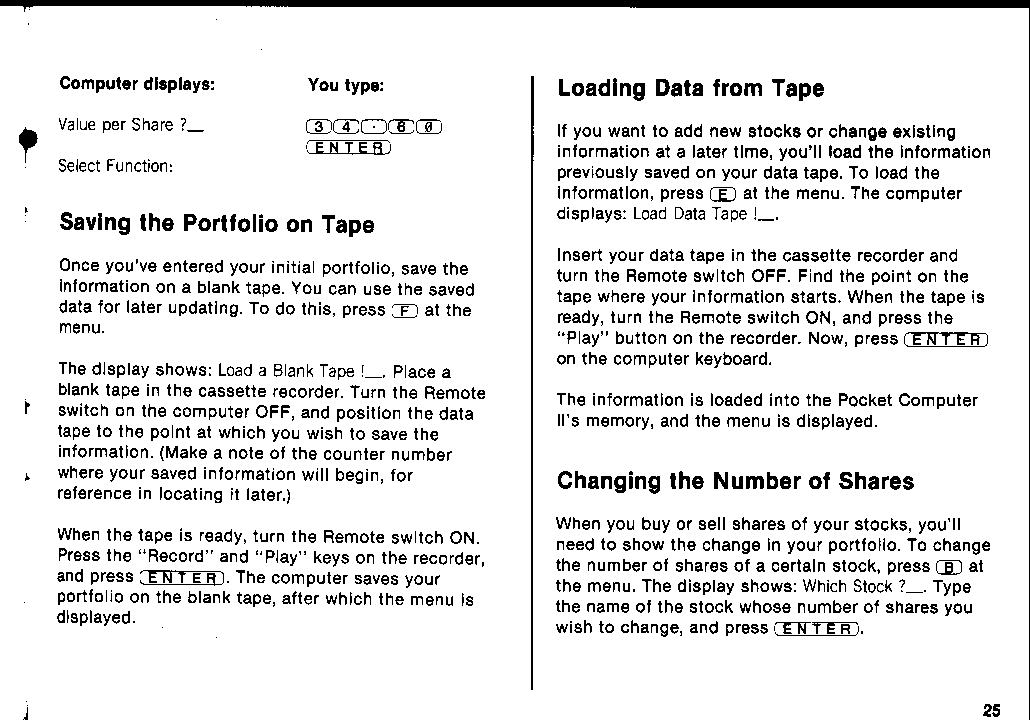 Computer displays: You type:
Value per Share ?_ 3 4 . 6 0
ENTER
Select Function:
Saving the Portfolio on Tape
Once you've entered your initial portfolio, save the
information on a blank tape. You can use the saved
data for later updating. To do this, press F at the
menu.
The display shows: Load a Blank Tape !_. Place a
blank tape in the cassette recorder. Turn the Remote
switch on the computer OFF, and position the data
tape to the point at which you wish to save the
information. (Make a note of the counter number
where your saved information will begin, for
reference in locating it later.)
When the tape is ready, turn the Remote switch ON.
Press the "Record" and "Play" keys on the recorder,
and press ENTER. The computer saves your
portfolio on the blank tape, after which the menu is
displayed.
Loading Data from Tape
If you want to add new stocks or change existing
information at a later time, you'll load the information
previously saved on your data tape. To load the
information, press E at the menu. The computer
displays: Load Data Tape !_.
Insert your data tape in the cassette recorder and
turn the Remote switch OFF. Find the point on the
tape where your information starts. When the tape is
ready, turn the Remote switch ON, and press the
"Play" button on the recorder. Now, press ENTER
on the computer keyboard.
The information is loaded into the Pocket Computer
II's memory, and the menu is displayed.
Changing the Number of Shares
When you buy or sell shares of your stocks, you'll
need to show the change in your portfolio. To change
the number of shares of a certain stock, press B at
the menu. The display shows: Which Stock ?_. Type
the name of the stock whose number of shares you
wish to change, and press ENTER.
25